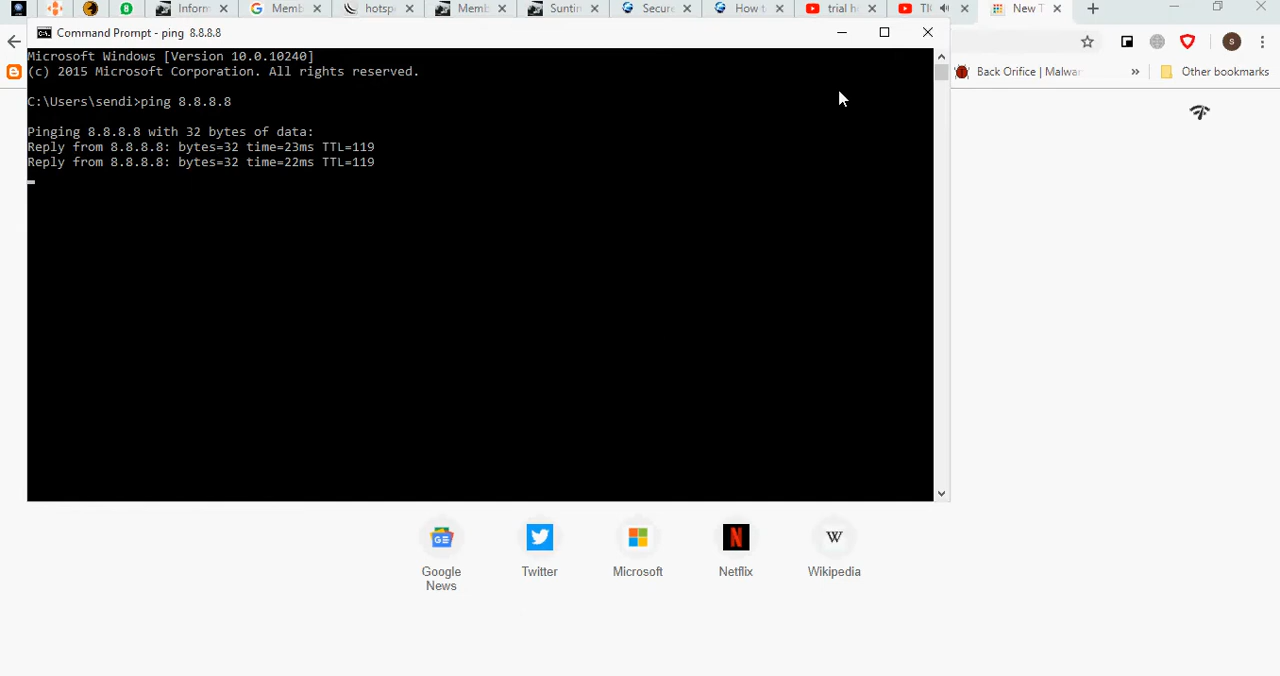 Inform
Memb
hotsp
Memb
Suntin
Secure
How t
trial h
TI
New T
Command Prompt - ping 8.8.8.8
Back Orifice | Malwar
»
Other bookmarks
Microsoft Windows [Version 10.0.10240]
(c) 2015 Microsoft Corporation. All rights reserved.
C:\Users\sendi>ping 8.8.8.8
Pinging 8.8.8.8 with 32 bytes of data:
Reply from 8.8.8.8: bytes=32 time=23ms TTL=119
Reply from 8.8.8.8: bytes=32 time=22ms TTL=119
Google News
Twitter
Microsoft
Netflix
Wikipedia